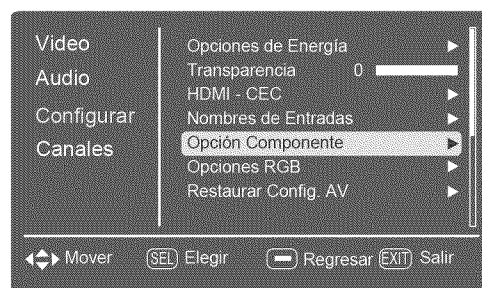 Video
Audio
Configurar
Canales
Opciones de Energía
Transparencia 0
HDMI - CEC
Nombres de Entradas
Opción Componente
Opciones RGB
Restaurar Config. AV
Mover SEL Elegir Regresar EXIT Salir